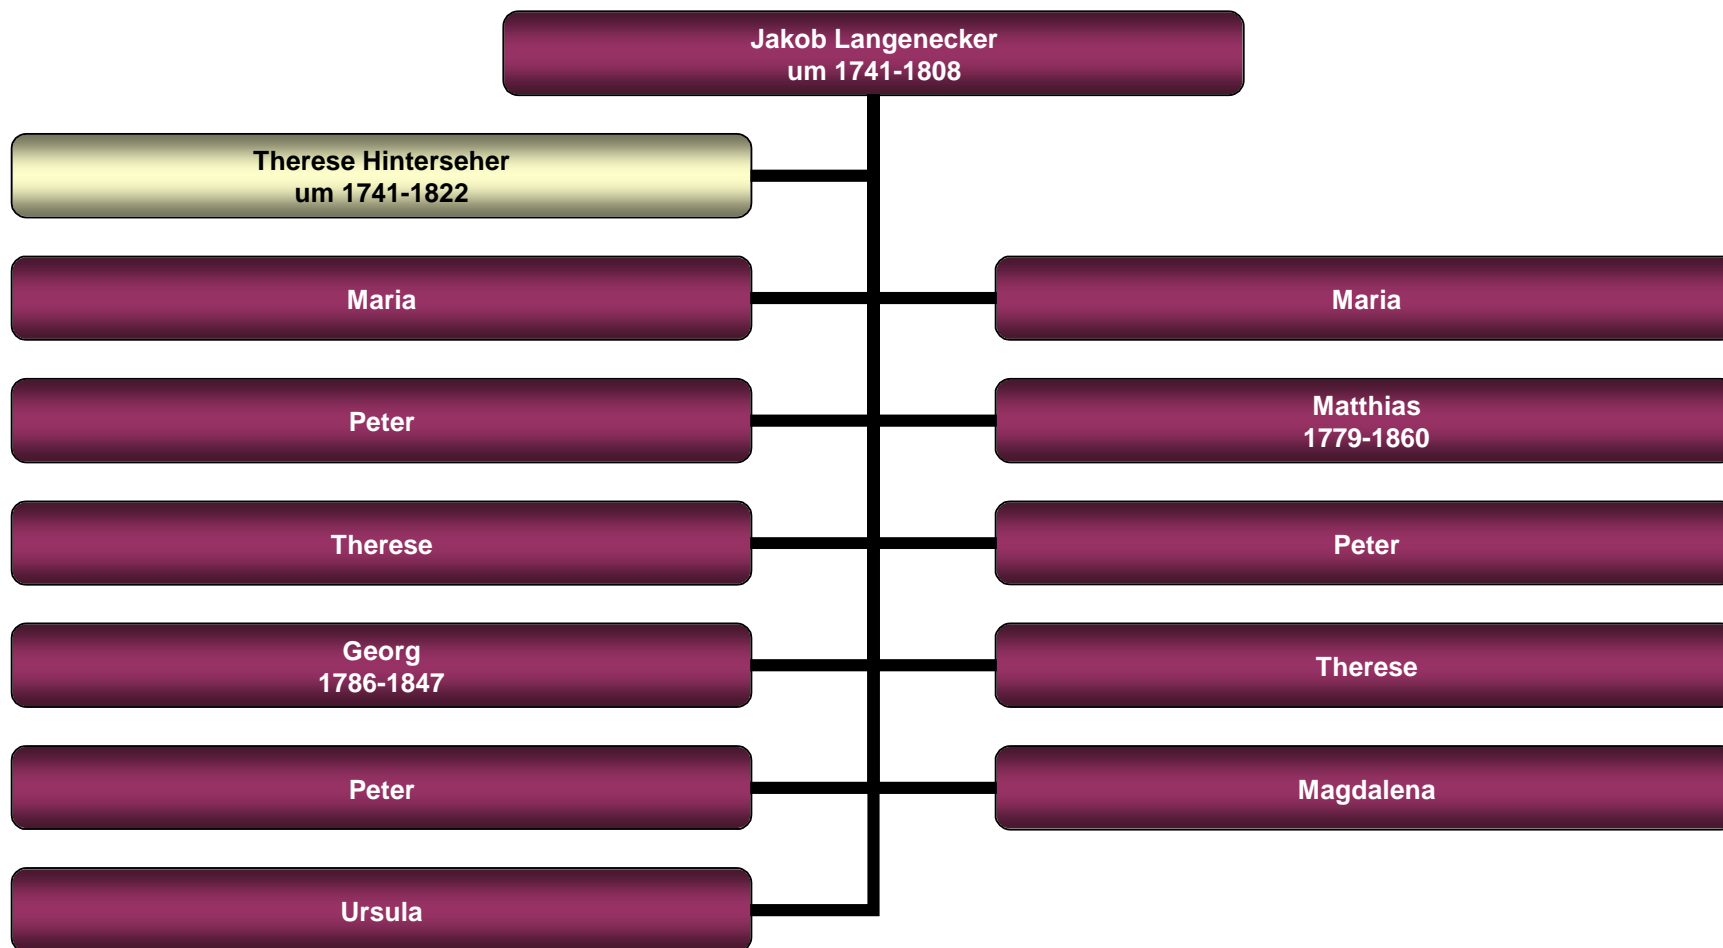 Jakob Langenecker
um 1741-1808
Therese Hinterseher
um 1741-1822
Maria
Maria
Peter
Matthias
1779-1860
Therese
Peter
Georg
1786-1847
Therese
Peter
Magdalena
Ursula